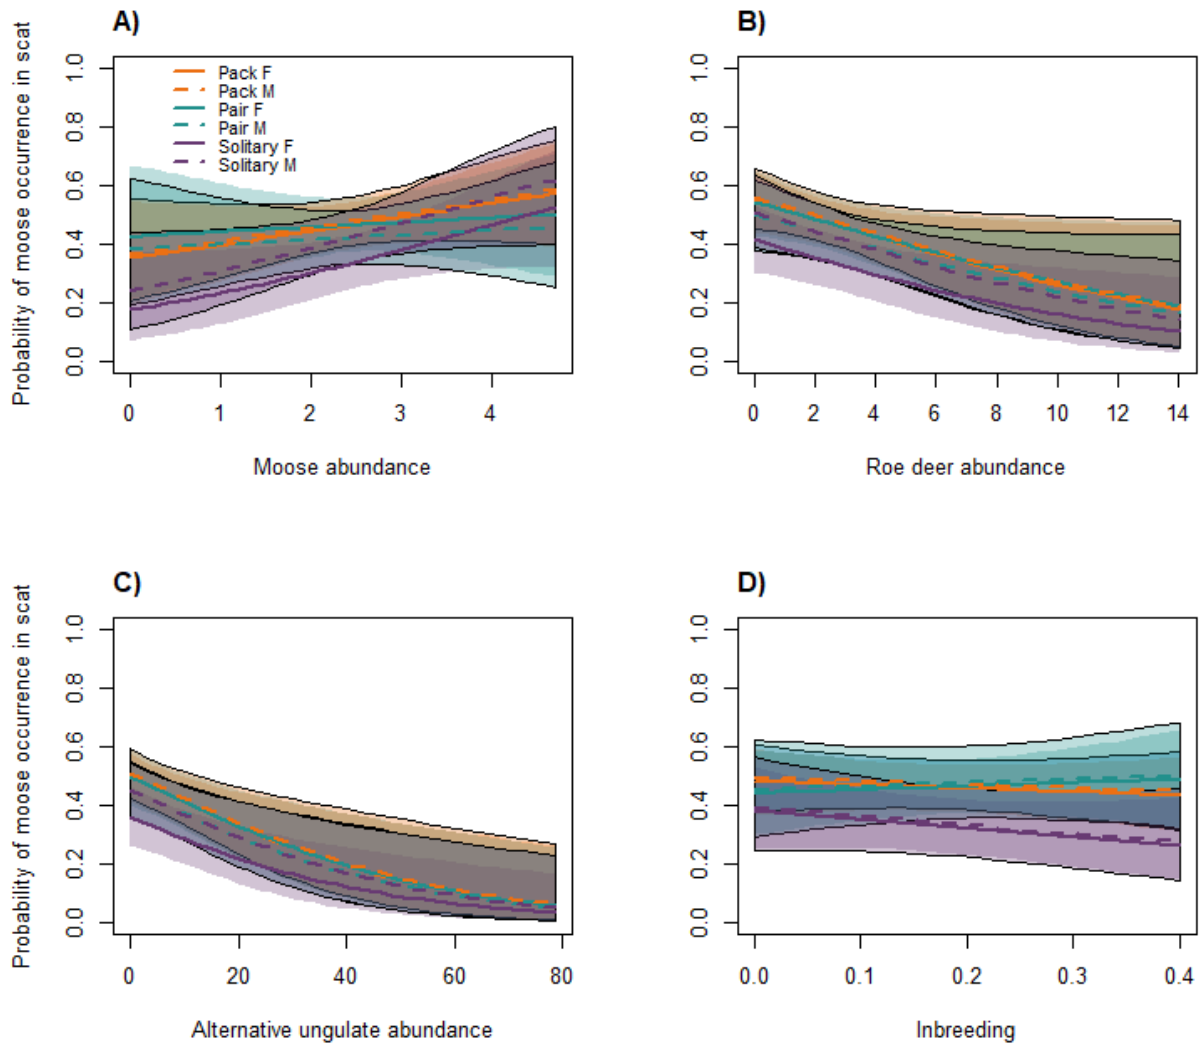 A)
Probability of moose occurrence in scat
0.0 0.2 0.4 0.6 0.8 1.0
Pack F
Pack M
Pair F
Pair M
Solitary F
Solitary M
0 1 2 3 4
Moose abundance
B)
0.0 0.2 0.4 0.6 0.8 1.0
0 2 4 6 8 10 12 14
Roe deer abundance
C)
Probability of moose occurrence in scat
0.0 0.2 0.4 0.6 0.8 1.0
0 20 40 60 80
Alternative ungulate abundance
D)
0.0 0.2 0.4 0.6 0.8 1.0
0.0 0.1 0.2 0.3 0.4
Inbreeding